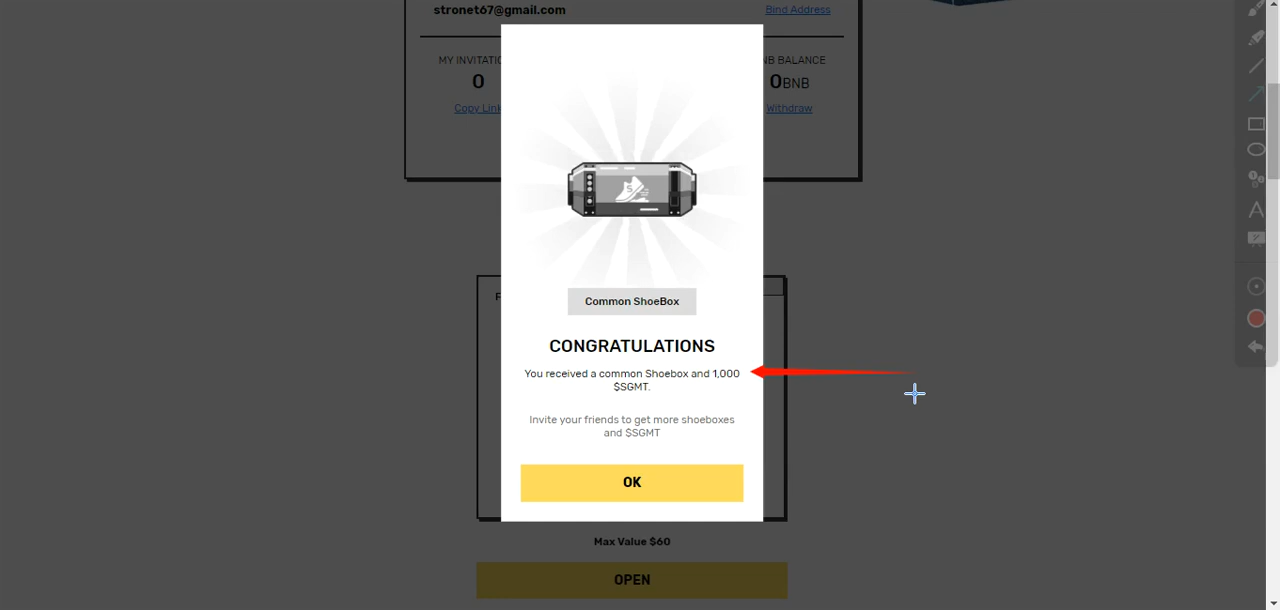 stronet67@gmail.com
Bind Address
MY INVITATIO
NB BALANCE
0
0BNB
Copy Link
Withdraw
S
Common ShoeBox
CONGRATULATIONS
You received a common Shoebox and 1,000
$SGMT.
Invite your friends to get more shoeboxes
and $SGMT
OK
Max Value $60
OPEN